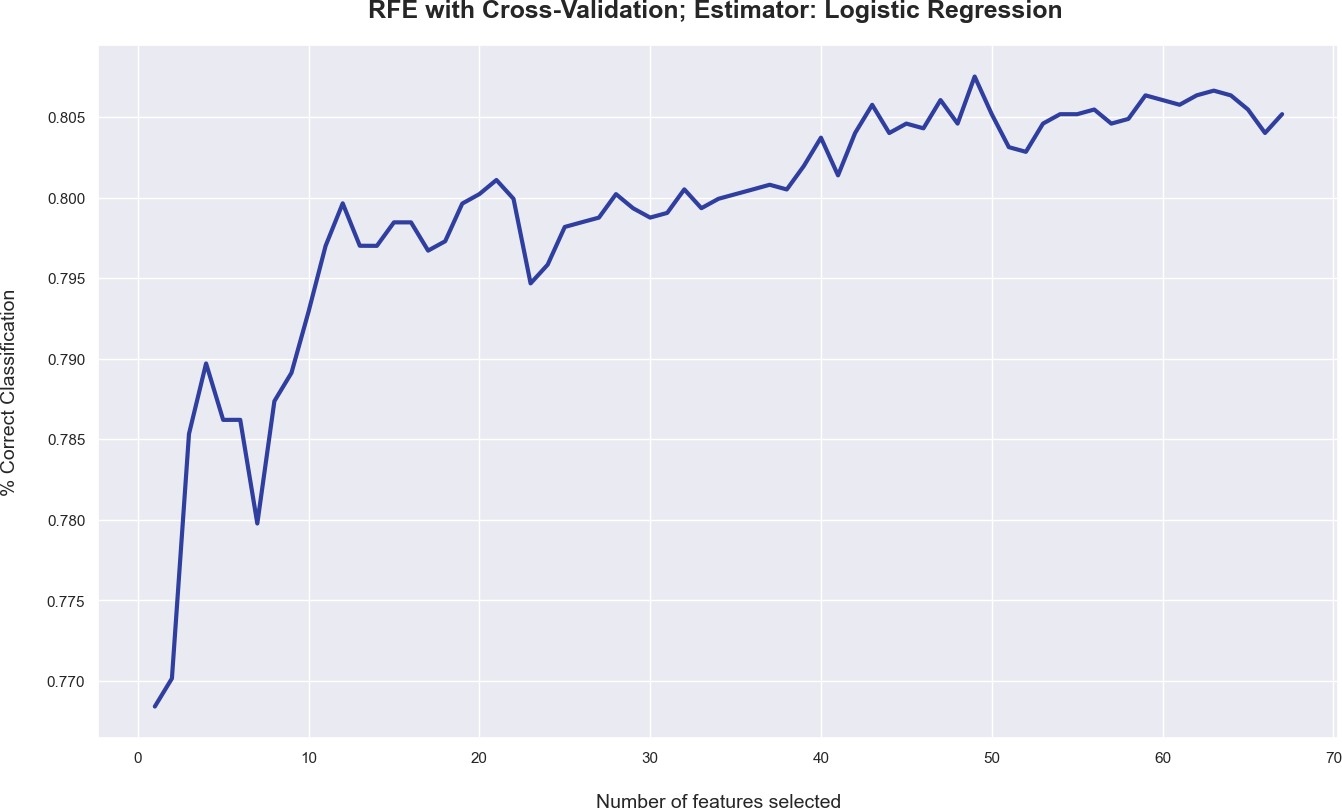 RFE with Cross-Validation; Estimator: Logistic Regression
% Correct Classification
0.805
0.800
0.795
0.790
0.785
0.780
0.775
0.770
0 10 20 30 40 50 60 70
Number of features selected